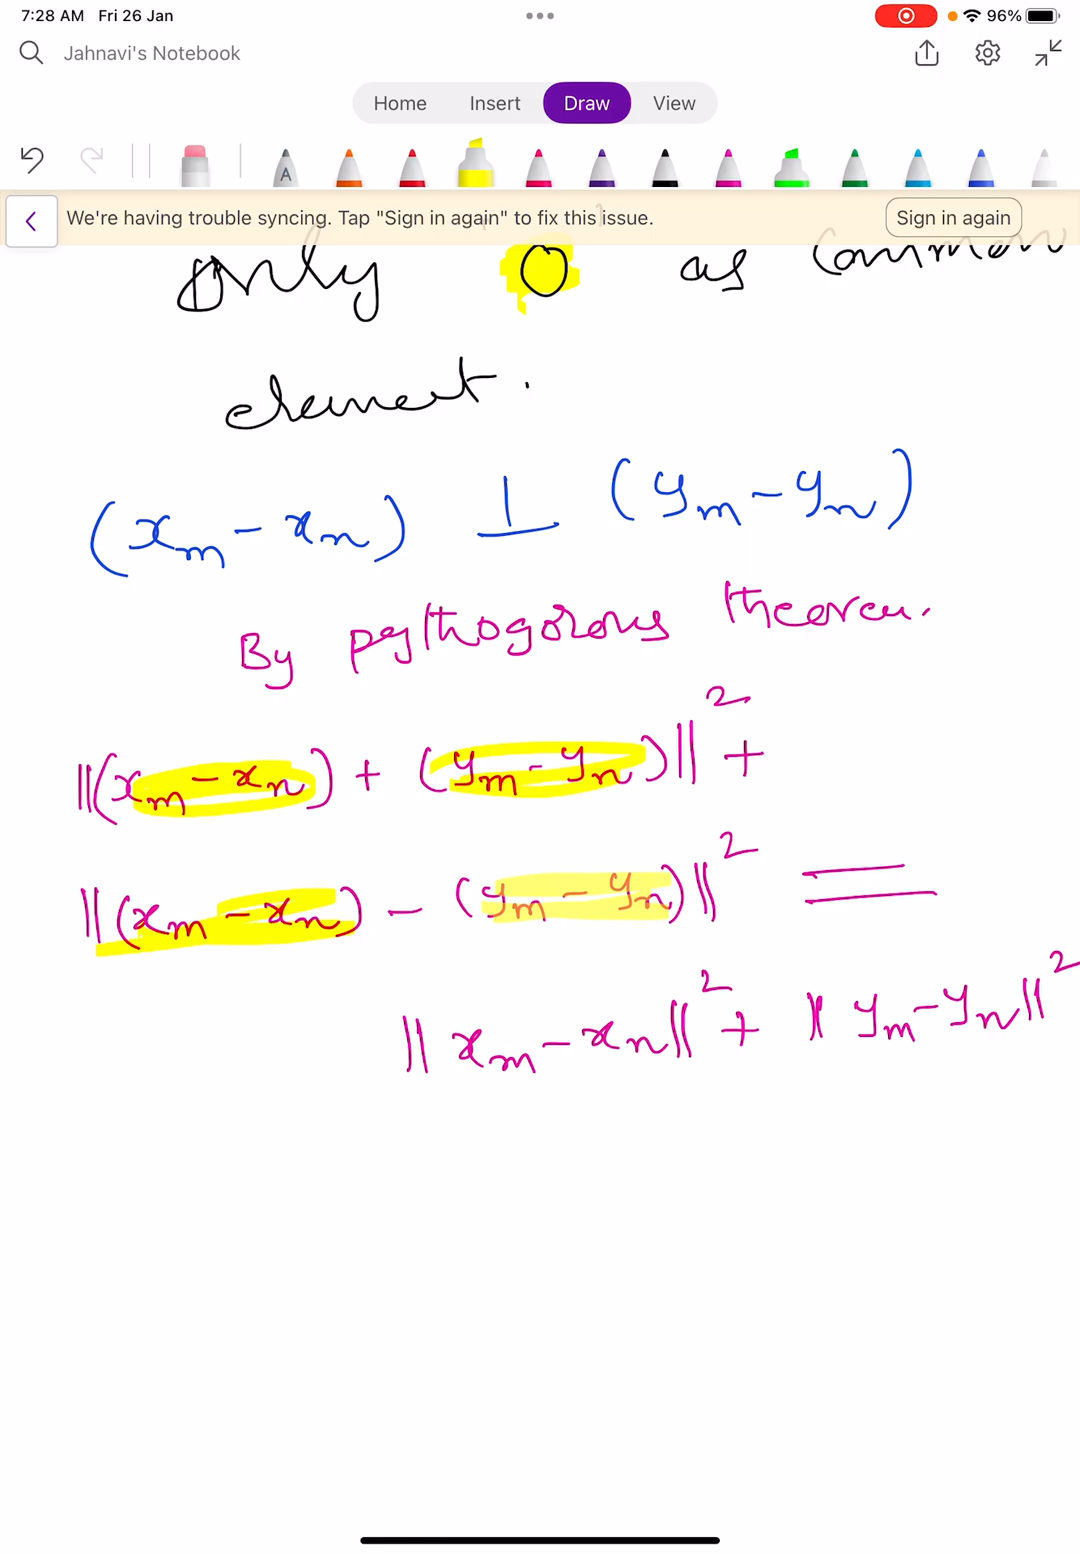 7:28 AM Fri 26 Jan
96%
Jahnavi's Notebook
Home Insert Draw View
A
We're having trouble syncing. Tap "Sign in again" to fix this issue.
Sign in again
only 0 as common
element.
(xm - xn) ⊥ (ym - yn)
By pythogorous theorem.
||(xm - xn) + (ym - yn)||² +
||(xm - xn) - (ym - yn)||² =
||xm - xn||² + ||ym - yn||²